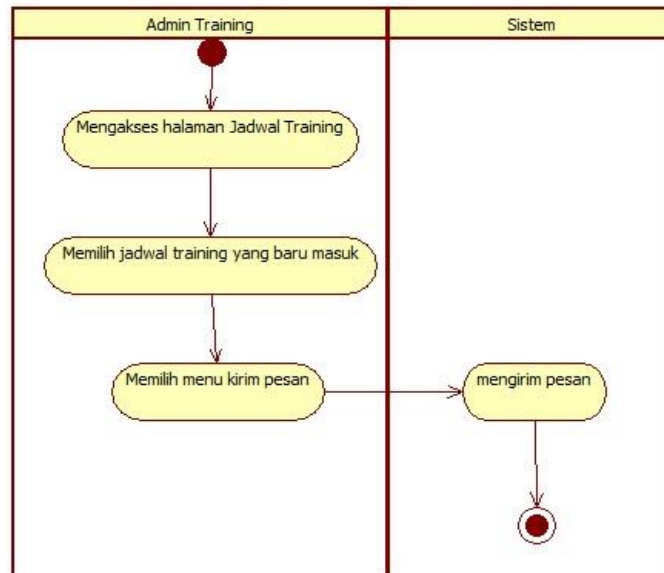 Admin Training
Sistem
Mengakses halaman Jadwal Training
Memilih jadwal training yang baru masuk
Memilih menu kirim pesan
mengirim pesan